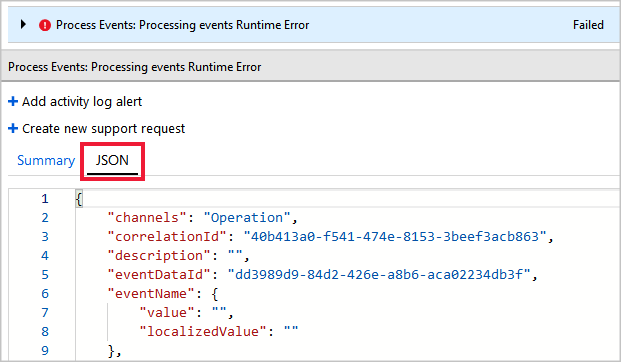 Process Events: Processing events Runtime Error Failed
Process Events: Processing events Runtime Error
+ Add activity log alert
+ Create new support request
Summary JSON
1 {
2 "channels": "Operation",
3 "correlationId": "40b413a0-f541-474e-8153-3beef3acb863",
4 "description": "",
5 "eventDataId": "dd3989d9-84d2-426e-a8b6-aca02234db3f",
6 "eventName": {
7 "value": "",
8 "localizedValue": ""
9 },